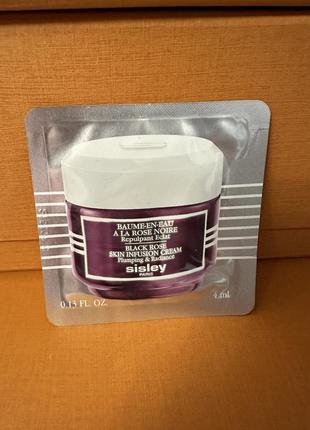 BAUME-EN-EAU
A LA ROSE NOIRE
Repulpant Eclat
BLACK ROSE
SKIN INFUSION CREAM
Plumping & Radiance
sisley
PARIS
0.13 FL. OZ.
4 ml